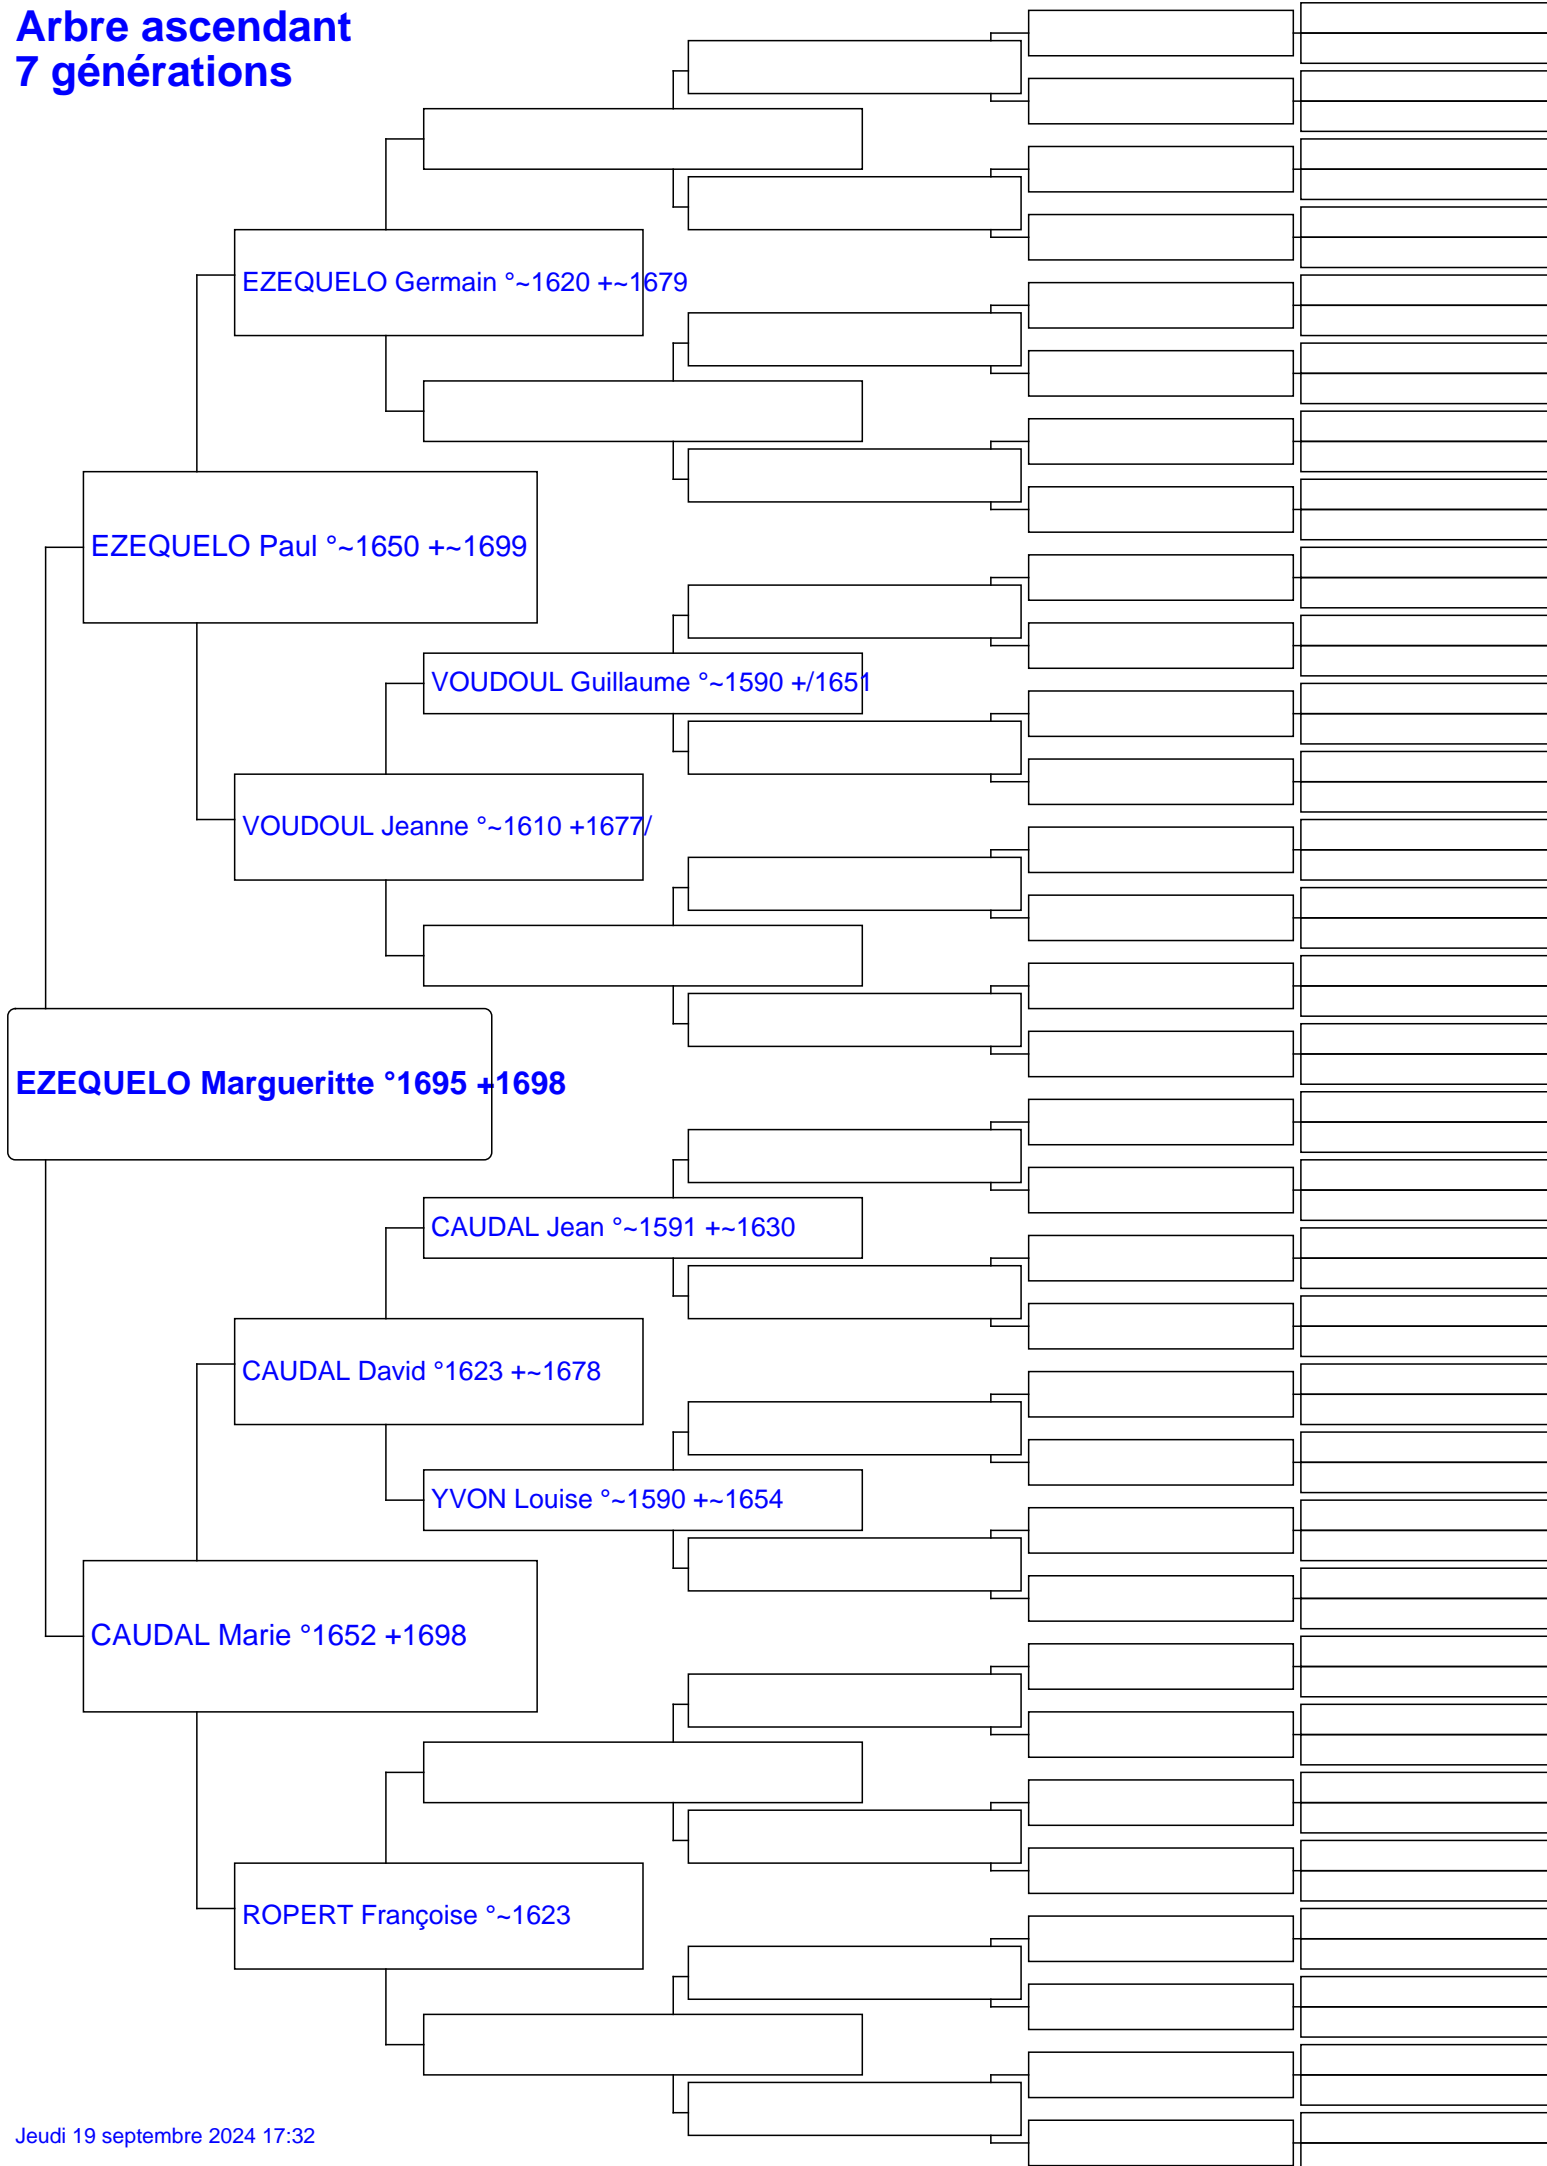 Arbre ascendant
7 générations
EZEQUELO Germain °~1620 +~1679
EZEQUELO Paul °~1650 +~1699
VOUDOUL Guillaume °~1590 +/1651
VOUDOUL Jeanne °~1610 +1677/
EZEQUELO Margueritte °1695 +1698
CAUDAL Jean °~1591 +~1630
CAUDAL David °1623 +~1678
YVON Louise °~1590 +~1654
CAUDAL Marie °1652 +1698
ROPERT Françoise °~1623
Jeudi 19 septembre 2024 17:32